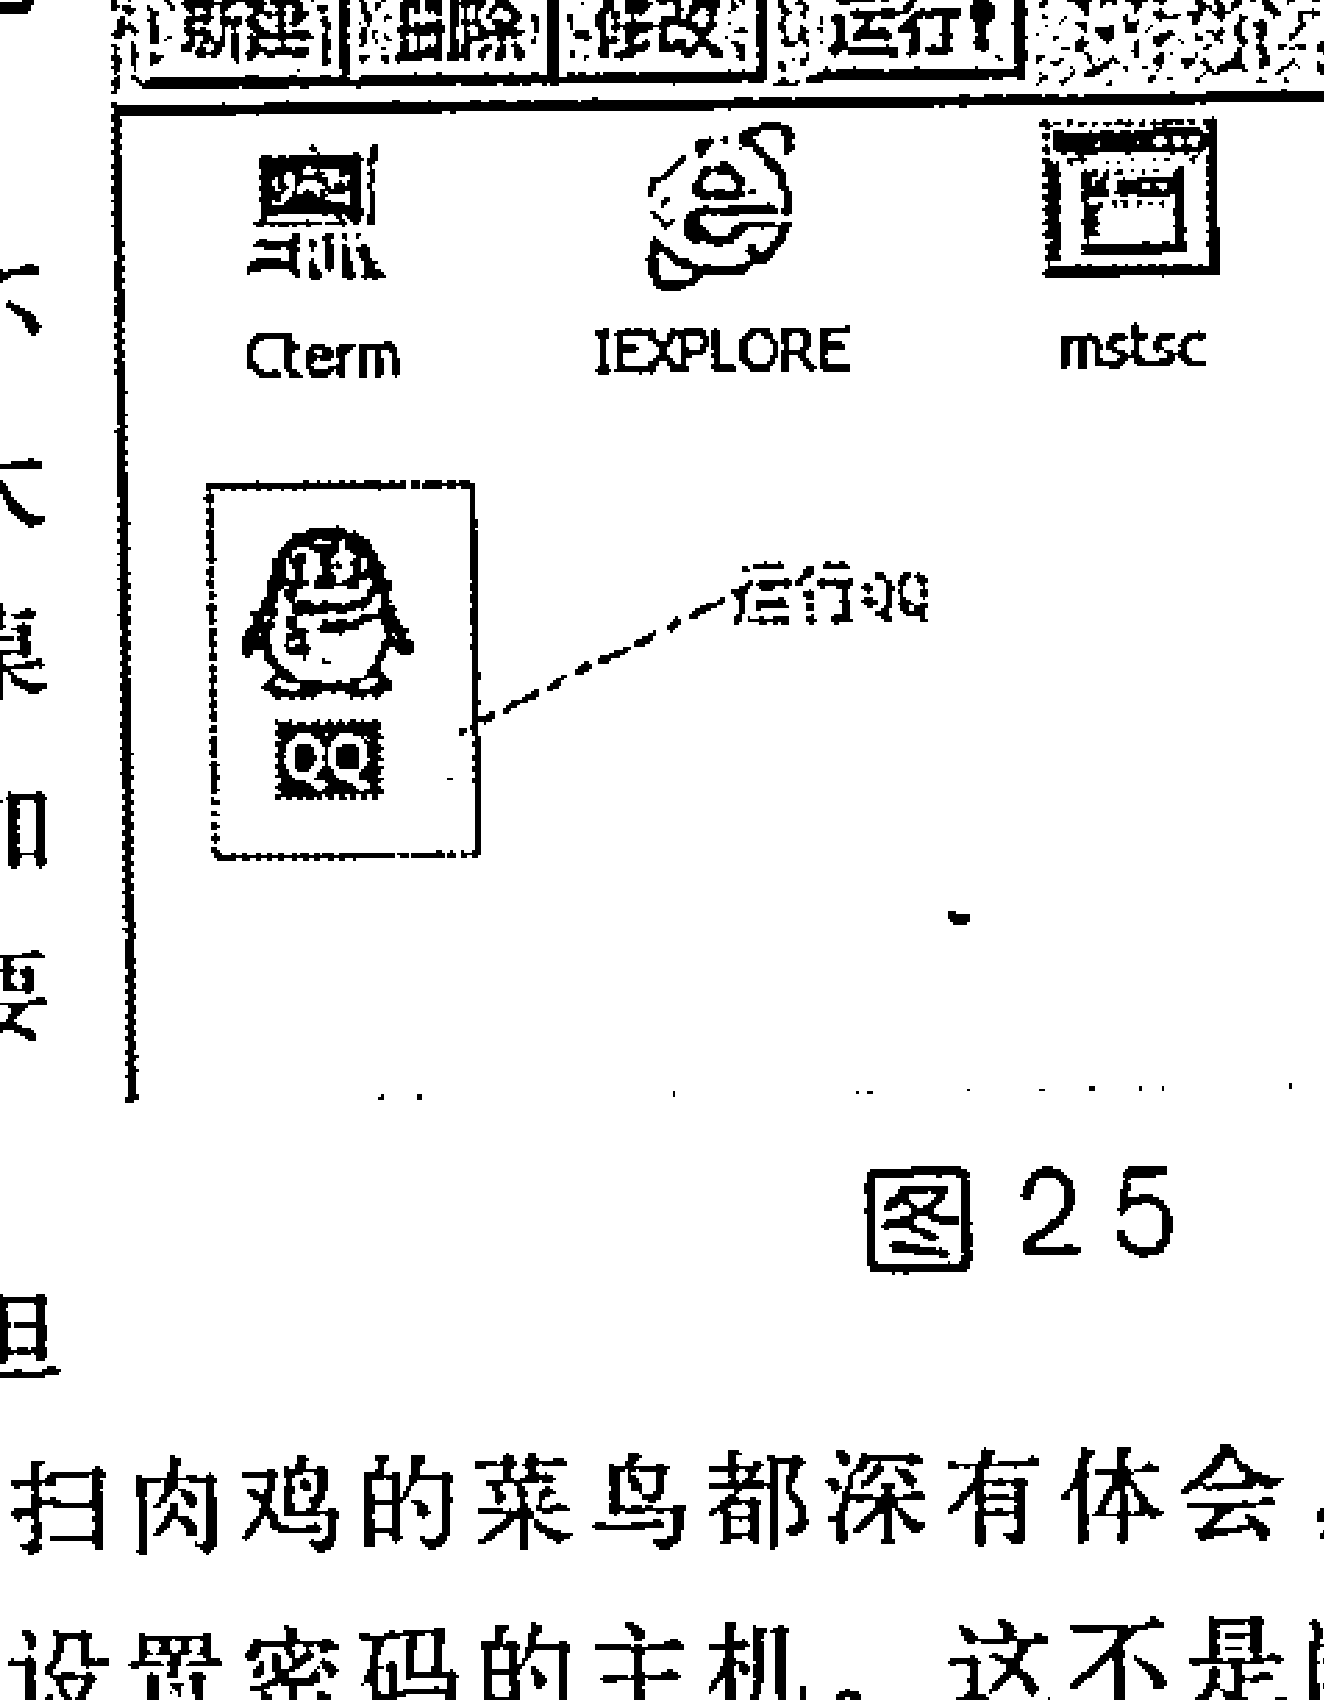 新建 删除 修改 运行!
Cterm IEXPLORE mstsc
运行QQ
QQ
图25
扫肉鸡的菜鸟都深有体会，
设置密码的主机。这不是